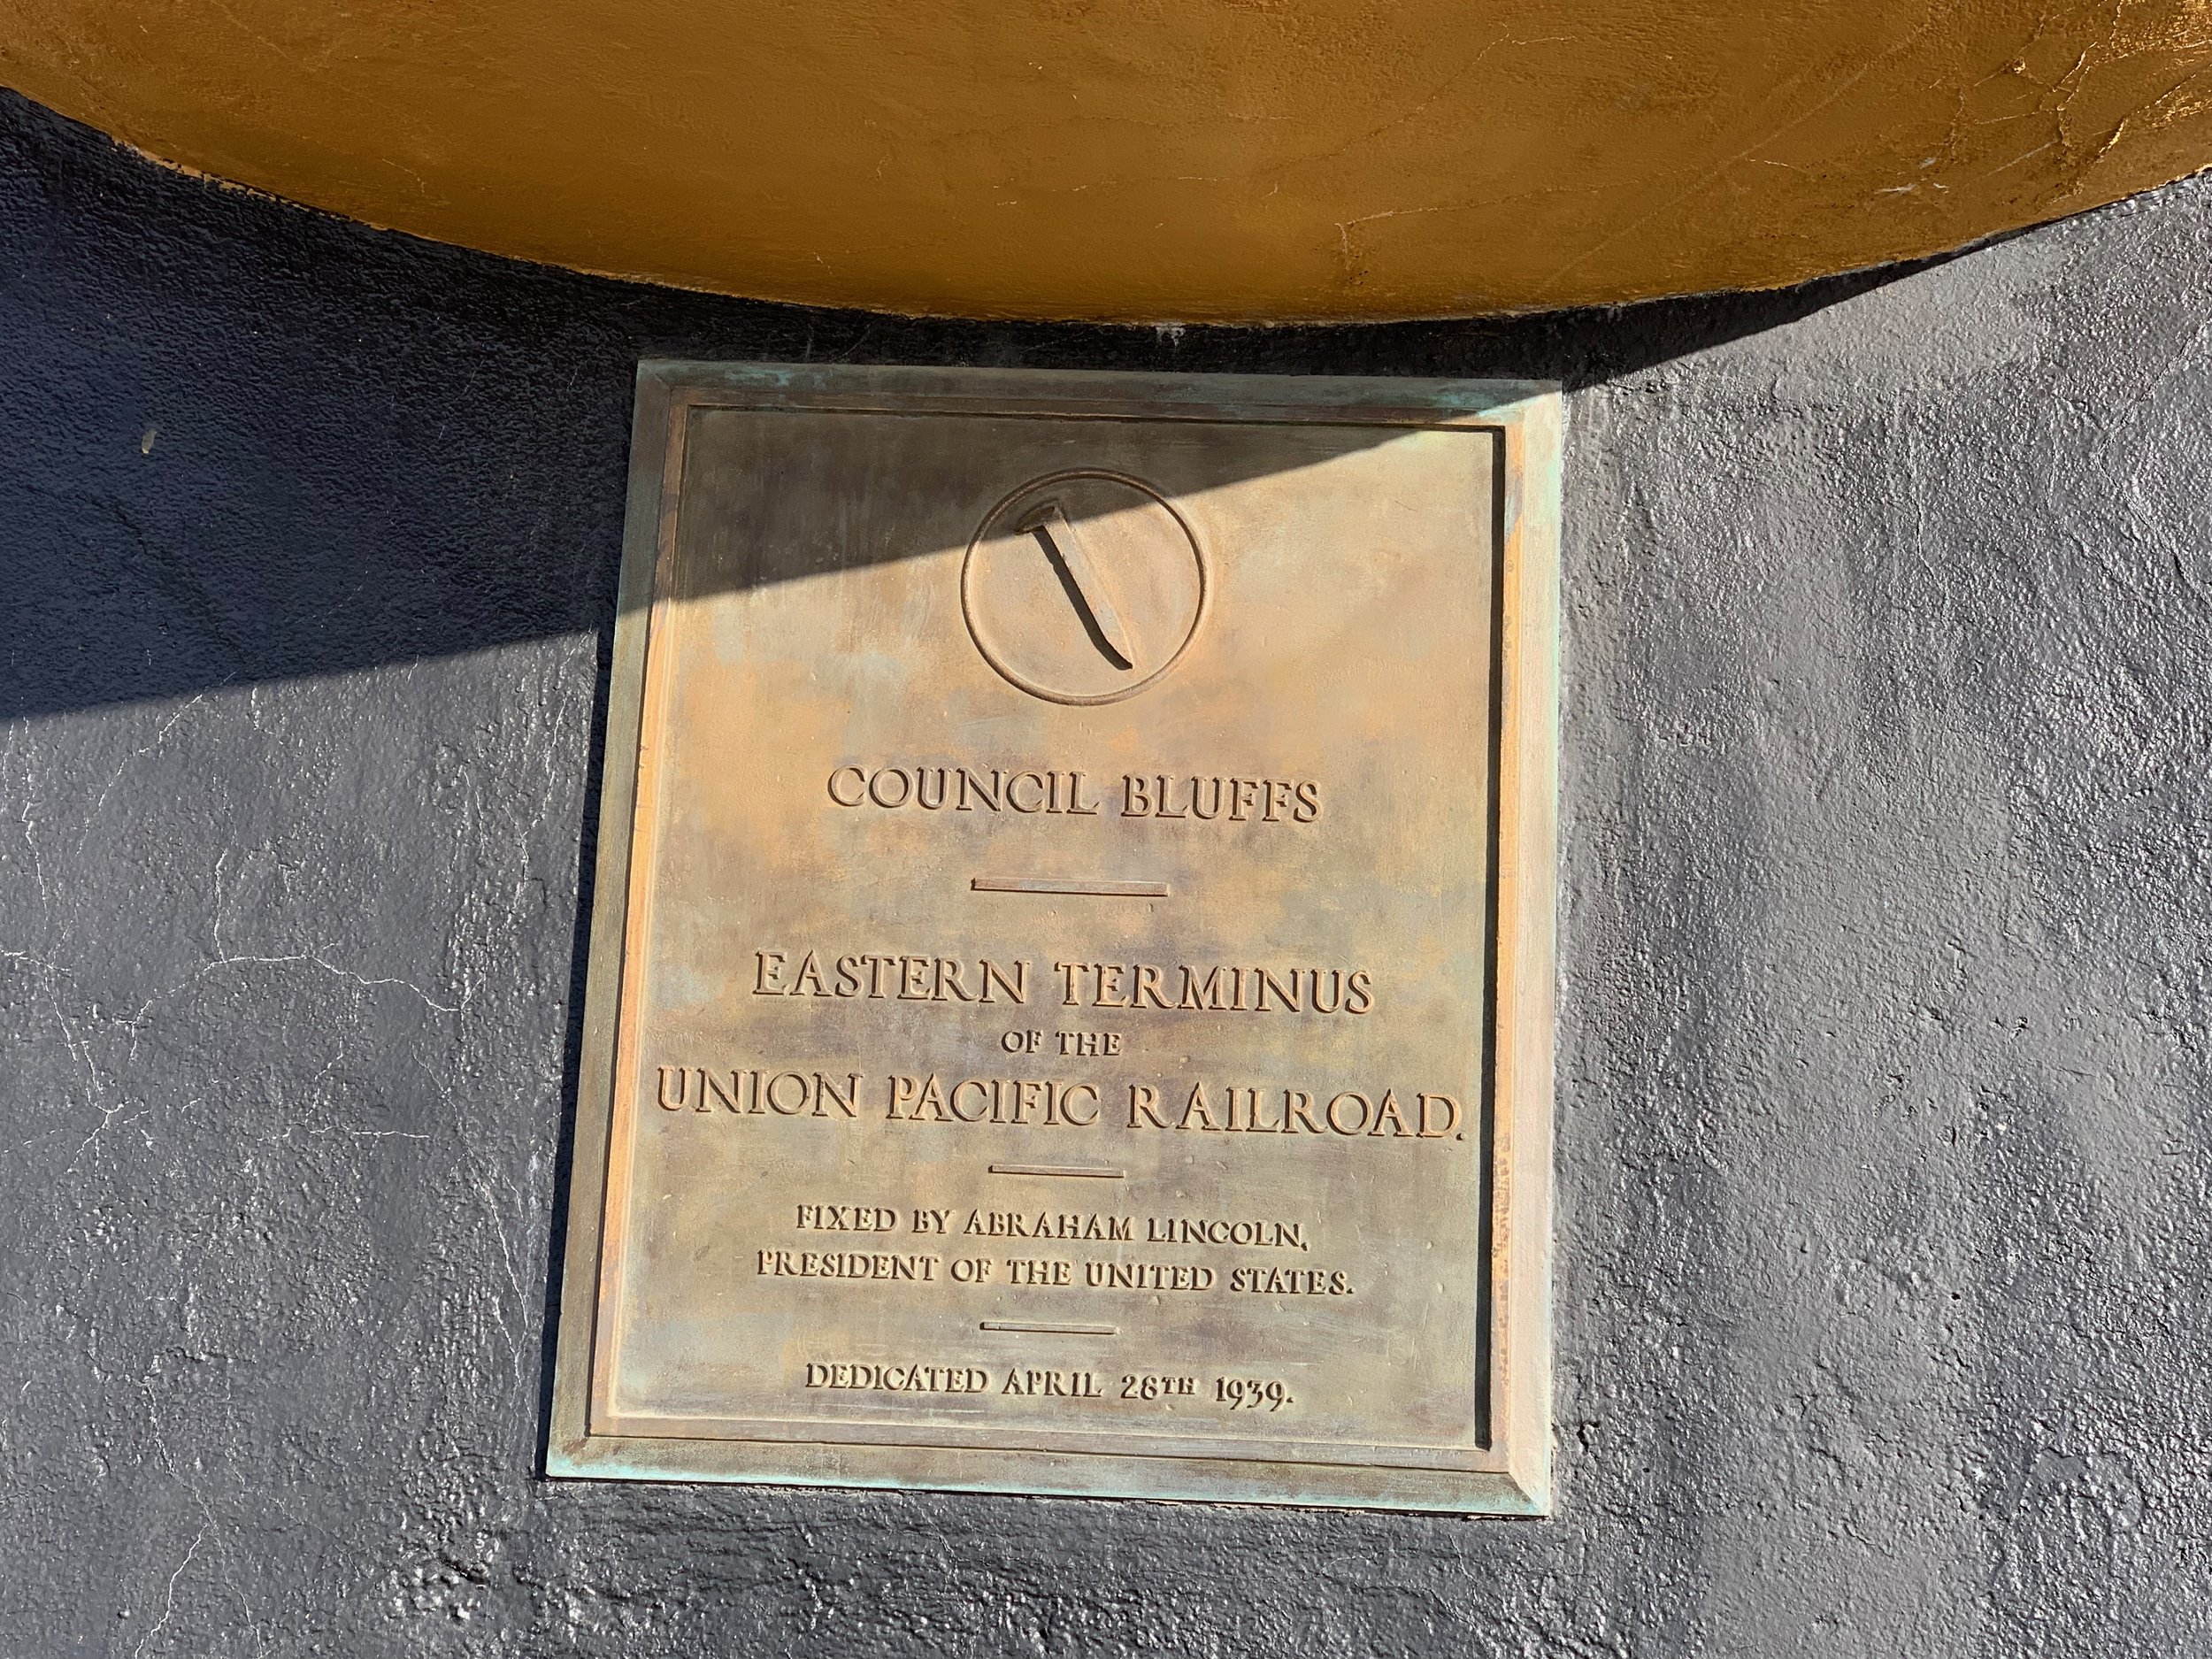 COUNCIL BLUFFS
EASTERN TERMINUS
OF THE
UNION PACIFIC RAILROAD.
FIXED BY ABRAHAM LINCOLN,
PRESIDENT OF THE UNITED STATES.
DEDICATED APRIL 28TH 1939.